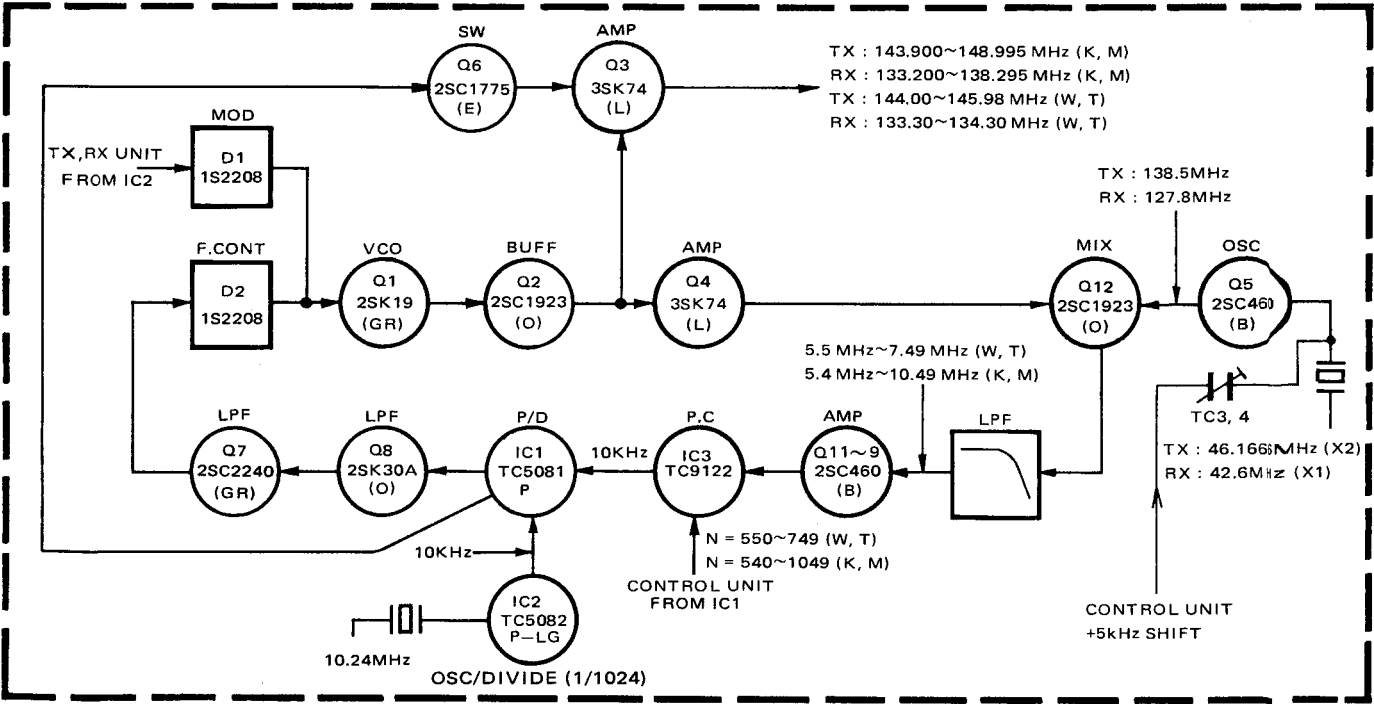 SW
Q6
2SC1775
(E)
AMP
Q3
3SK74
(L)
TX : 143.900~148.995 MHz (K, M)
RX : 133.200~138.295 MHz (K, M)
TX : 144.00~145.98 MHz (W, T)
RX : 133.30~134.30 MHz (W, T)
MOD
D1
1S2208
TX,RX UNIT
FROM IC2
TX : 138.5MHz
RX : 127.8MHz
F.CONT
D2
1S2208
VCO
Q1
2SK19
(GR)
BUFF
Q2
2SC1923
(O)
AMP
Q4
3SK74
(L)
MIX
Q12
2SC1923
(O)
OSC
Q5
2SC460
(B)
5.5 MHz~7.49 MHz (W, T)
5.4 MHz~10.49 MHz (K, M)
TC3, 4
TX : 46.1666MHz (X2)
RX : 42.6MHz (X1)
LPF
Q7
2SC2240
(GR)
LPF
Q8
2SK30A
(O)
P/D
IC1
TC5081
P
10KHz
P.C
IC3
TC9122
AMP
Q11~9
2SC460
(B)
LPF
10KHz
N = 550~749 (W, T)
N = 540~1049 (K, M)
CONTROL UNIT
FROM IC1
IC2
TC5082
P-LG
10.24MHz
OSC/DIVIDE (1/1024)
CONTROL UNIT
+5kHz SHIFT